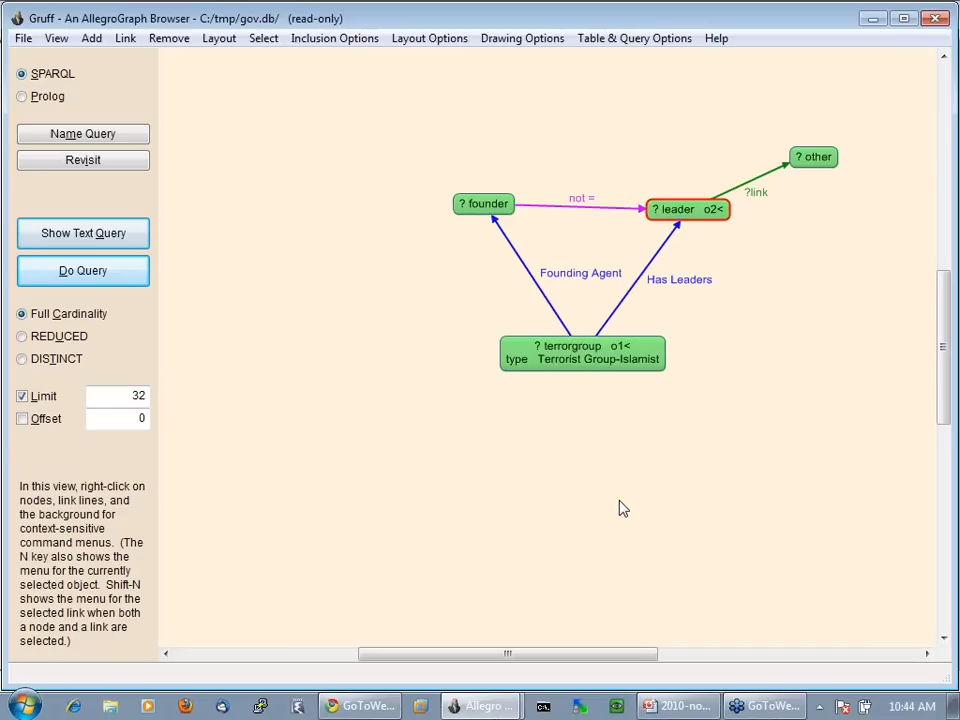 Gruff - An AllegroGraph Browser - C:/tmp/gov.db/   (read-only)
File View Add Link Remove Layout Select Inclusion Options Layout Options Drawing Options Table & Query Options Help
SPARQL
Prolog
Name Query
Revisit
Show Text Query
Do Query
Full Cardinality
REDUCED
DISTINCT
Limit 32
Offset 0
In this view, right-click on
nodes, link lines, and
the background for
context-sensitive
command menus.  (The
N key also shows the
menu for the currently
selected object.  Shift-N
shows the menu for the
selected link when both
a node and a link are
selected.)
? other
?link
? founder
not =
? leader   o2<
Founding Agent
Has Leaders
? terrorgroup   o1<
type   Terrorist Group-Islamist
GoToWe...
Allegro ...
2010-no...
GoToWe...
10:44 AM